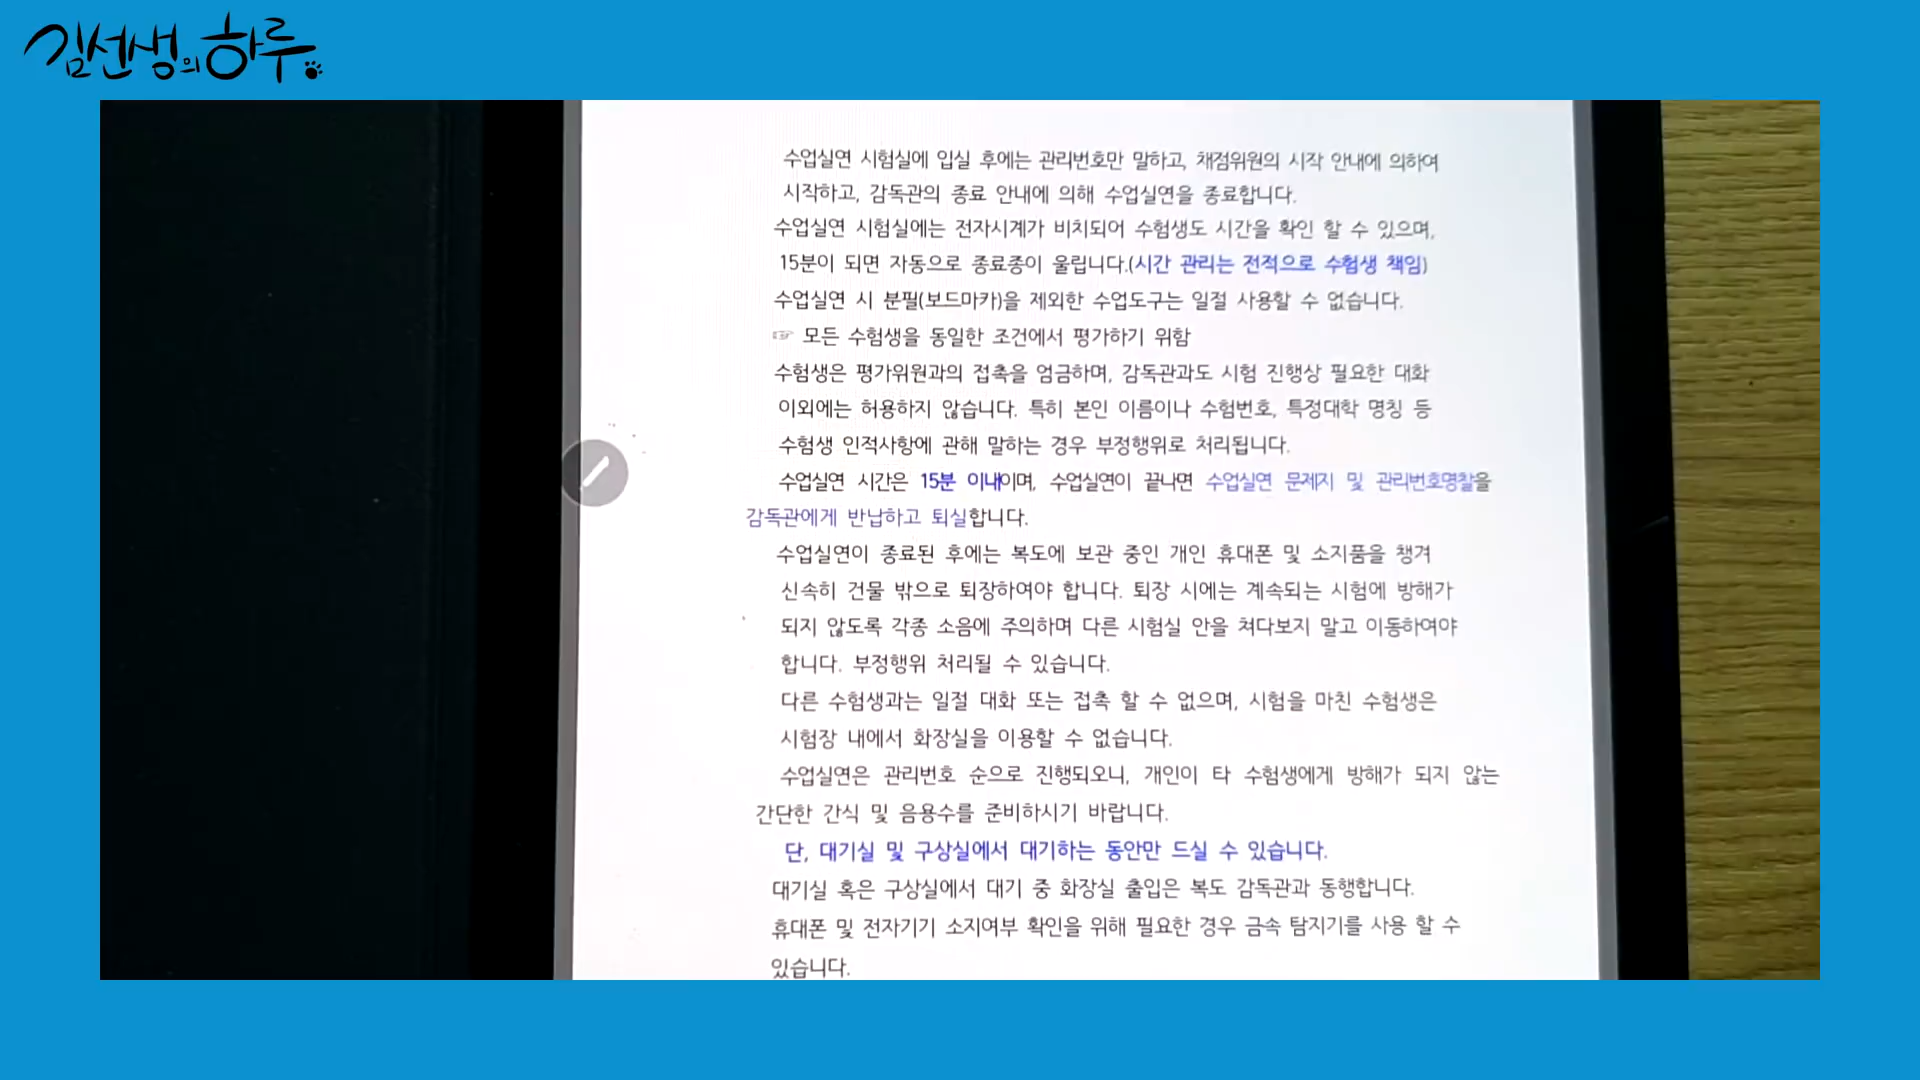 김선생의하루
수업실연 시험실에 입실 후에는 관리번호만 말하고, 채점위원의 시작 안내에 의하여
시작하고, 감독관의 종료 안내에 의해 수업실연을 종료합니다.
수업실연 시험실에는 전자시계가 비치되어 수험생도 시간을 확인 할 수 있으며,
15분이 되면 자동으로 종료종이 울립니다.(시간 관리는 전적으로 수험생 책임)
수업실연 시 분필(보드마카)을 제외한 수업도구는 일절 사용할 수 없습니다.
☞ 모든 수험생을 동일한 조건에서 평가하기 위함
수험생은 평가위원과의 접촉을 엄금하며, 감독관과도 시험 진행상 필요한 대화
이외에는 허용하지 않습니다. 특히 본인 이름이나 수험번호, 특정대학 명칭 등
수험생 인적사항에 관해 말하는 경우 부정행위로 처리됩니다.
수업실연 시간은 15분 이내이며, 수업실연이 끝나면 수업실연 문제지 및 관리번호명찰을
감독관에게 반납하고 퇴실합니다.
수업실연이 종료된 후에는 복도에 보관 중인 개인 휴대폰 및 소지품을 챙겨
신속히 건물 밖으로 퇴장하여야 합니다. 퇴장 시에는 계속되는 시험에 방해가
되지 않도록 각종 소음에 주의하며 다른 시험실 안을 쳐다보지 말고 이동하여야
합니다. 부정행위 처리될 수 있습니다.
다른 수험생과는 일절 대화 또는 접촉 할 수 없으며, 시험을 마친 수험생은
시험장 내에서 화장실을 이용할 수 없습니다.
수업실연은 관리번호 순으로 진행되오니, 개인이 타 수험생에게 방해가 되지 않는
간단한 간식 및 음용수를 준비하시기 바랍니다.
단, 대기실 및 구상실에서 대기하는 동안만 드실 수 있습니다.
대기실 혹은 구상실에서 대기 중 화장실 출입은 복도 감독관과 동행합니다.
휴대폰 및 전자기기 소지여부 확인을 위해 필요한 경우 금속 탐지기를 사용 할 수
있습니다.